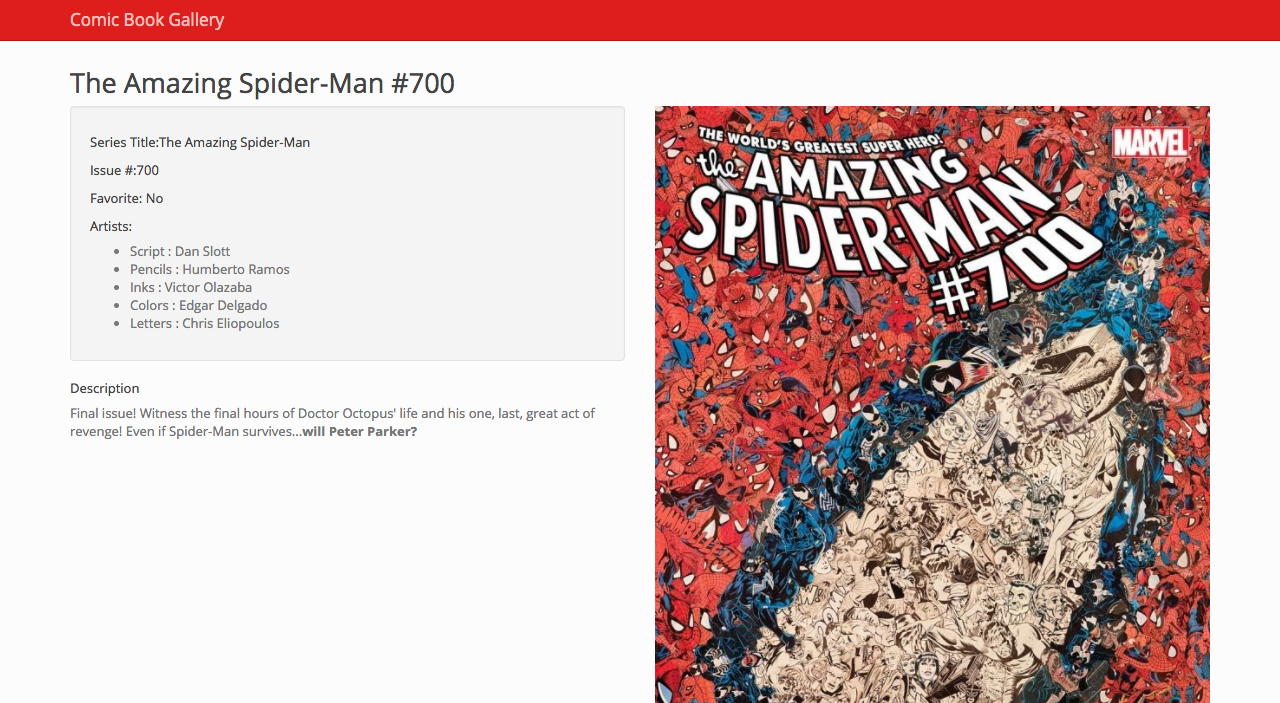 Comic Book Gallery
The Amazing Spider-Man #700
Series Title:The Amazing Spider-Man
Issue #:700
Favorite: No
Artists:
Script : Dan Slott
Pencils : Humberto Ramos
Inks : Victor Olazaba
Colors : Edgar Delgado
Letters : Chris Eliopoulos
Description
Final issue! Witness the final hours of Doctor Octopus' life and his one, last, great act of
revenge! Even if Spider-Man survives...will Peter Parker?
THE WORLD'S GREATEST SUPER HERO!
MARVEL
the AMAZING
SPIDER-MAN
#700